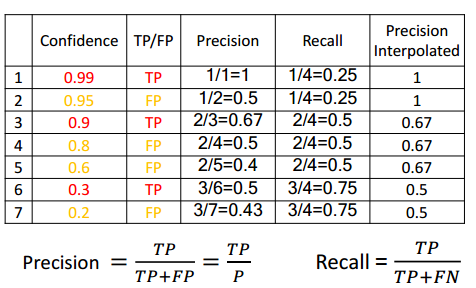 Confidence TP/FP Precision Recall Precision Interpolated
1 0.99 TP 1/1=1 1/4=0.25 1
2 0.95 FP 1/2=0.5 1/4=0.25 1
3 0.9 TP 2/3=0.67 2/4=0.5 0.67
4 0.8 FP 2/4=0.5 2/4=0.5 0.67
5 0.6 FP 2/5=0.4 2/4=0.5 0.67
6 0.3 TP 3/6=0.5 3/4=0.75 0.5
7 0.2 FP 3/7=0.43 3/4=0.75 0.5
Precision = TP/TP+FP = TP/P Recall = TP/TP+FN